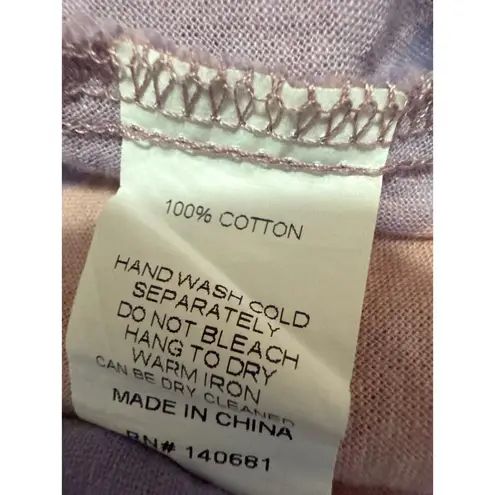 100% COTTON
HAND WASH COLD
SEPARATELY
DO NOT BLEACH
HANG TO DRY
WARM IRON
CAN BE DRY CLEANED
MADE IN CHINA
RN# 140681